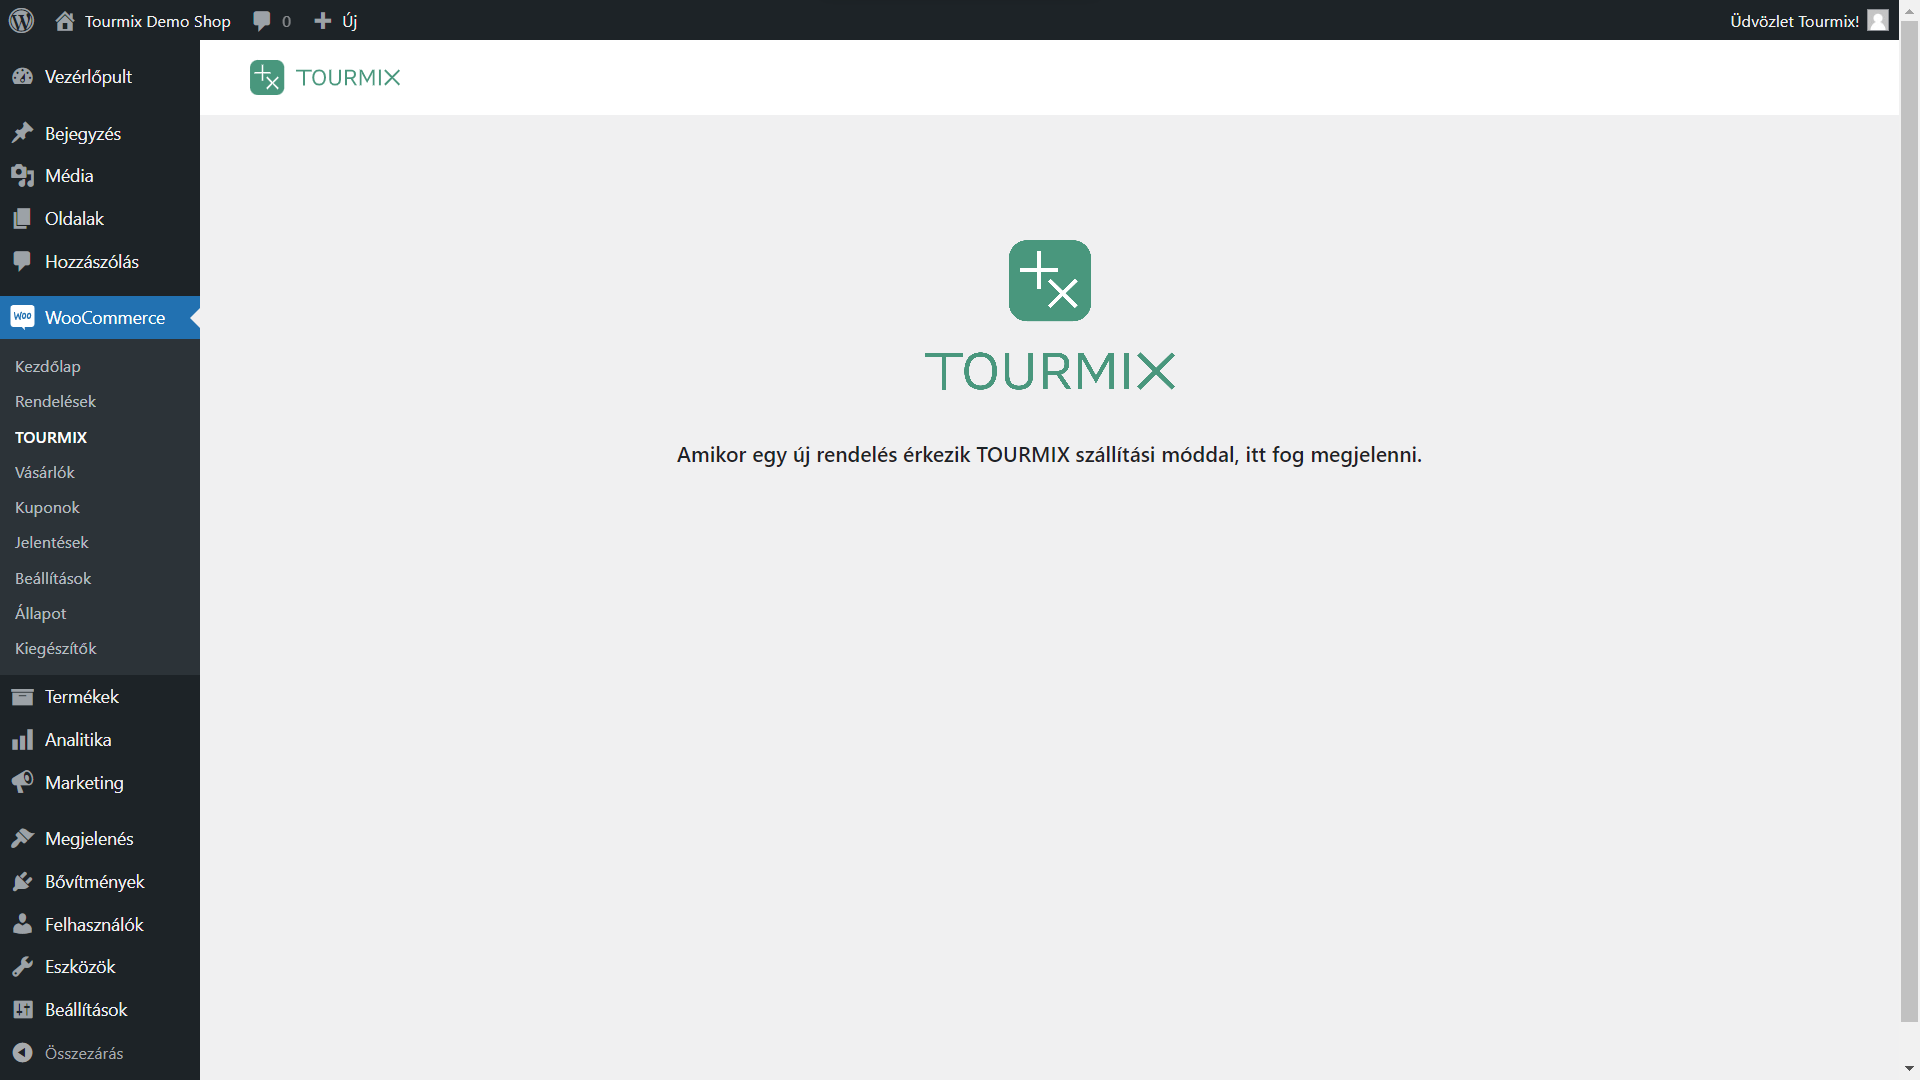 Tourmix Demo Shop
0
Új
Üdvözlet Tourmix!
Vezérlőpult
Bejegyzés
Média
Oldalak
Hozzászólás
Woo
WooCommerce
Kezdőlap
Rendelések
TOURMIX
Vásárlók
Kuponok
Jelentések
Beállítások
Állapot
Kiegészítők
Termékek
Analitika
Marketing
Megjelenés
Bővítmények
Felhasználók
Eszközök
Beállítások
Összezárás
TOURMIX
TOURMIX
Amikor egy új rendelés érkezik TOURMIX szállítási móddal, itt fog megjelenni.